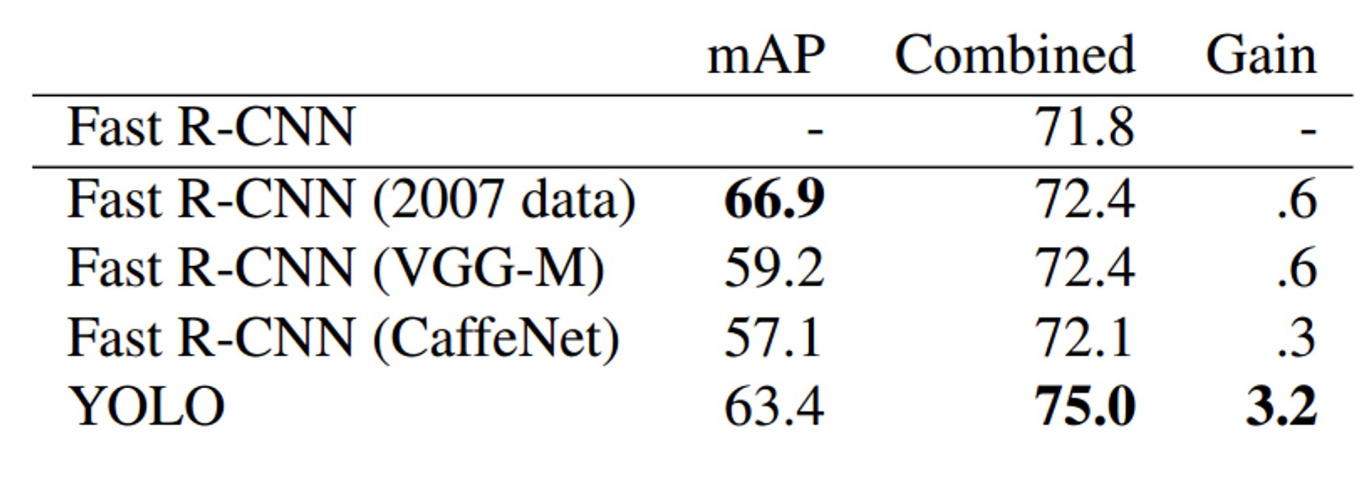 mAP Combined Gain
Fast R-CNN - 71.8 -
Fast R-CNN (2007 data) 66.9 72.4 .6
Fast R-CNN (VGG-M) 59.2 72.4 .6
Fast R-CNN (CaffeNet) 57.1 72.1 .3
YOLO 63.4 75.0 3.2